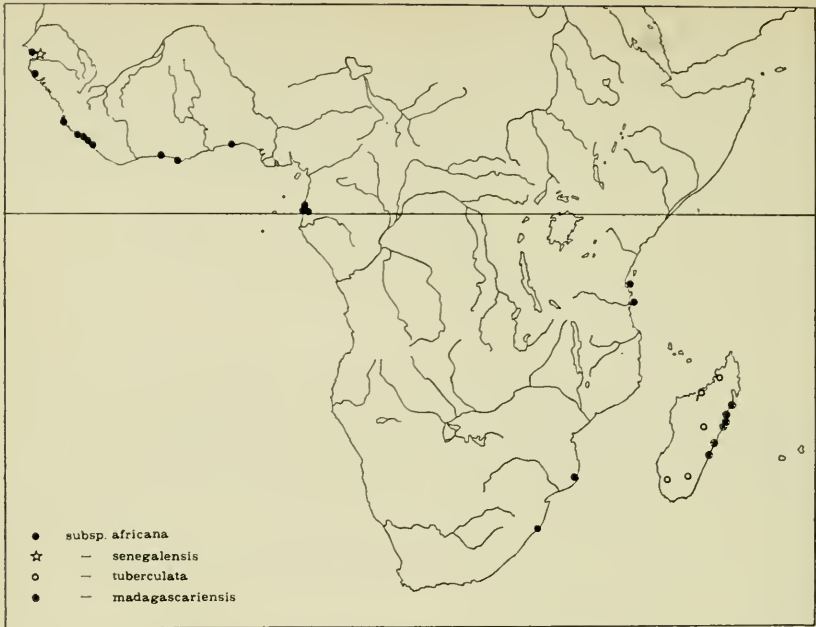 subsp. africana
— senegalensis
— tuberculata
— madagascariensis